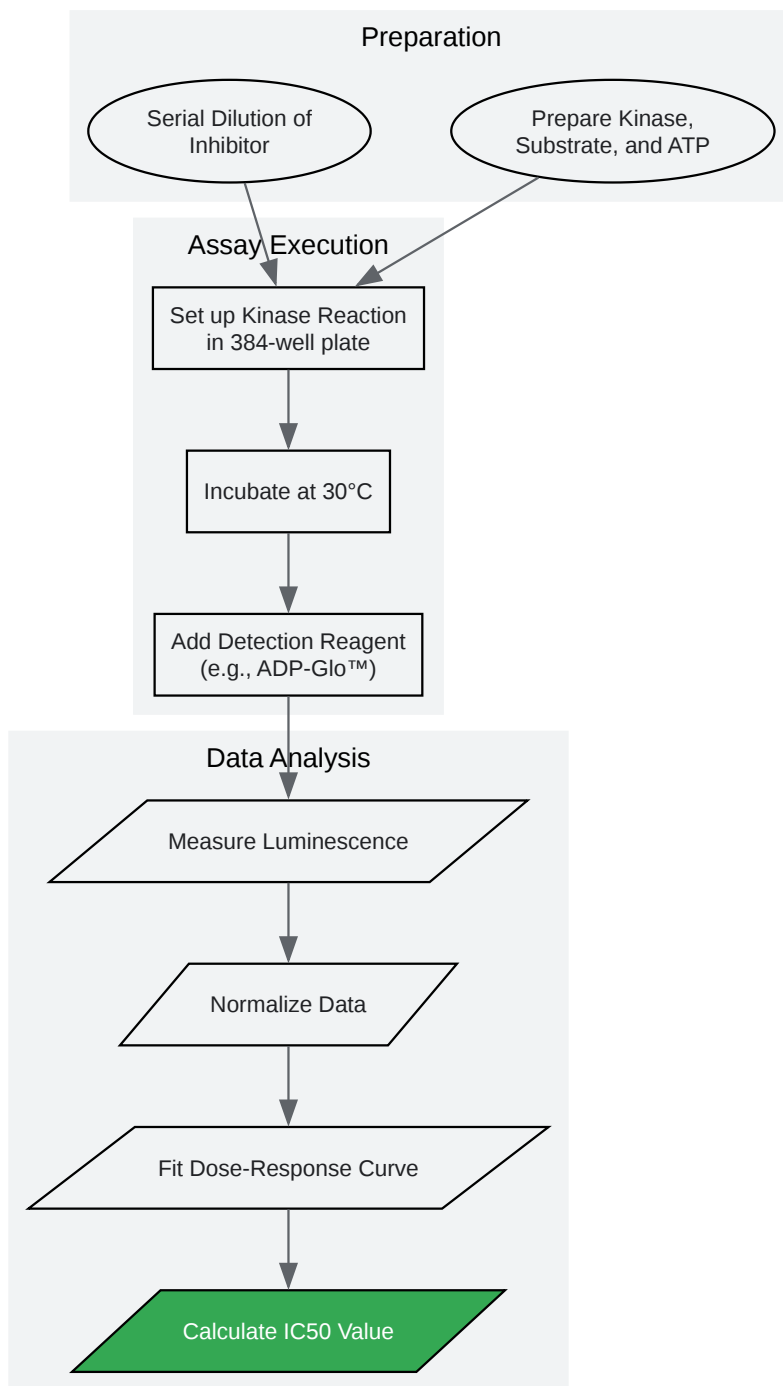 Preparation
Serial Dilution of
Inhibitor
Prepare Kinase,
Substrate, and ATP
Assay Execution
Set up Kinase Reaction
in 384-well plate
Incubate at 30°C
Add Detection Reagent
(e.g., ADP-Glo™)
Data Analysis
Measure Luminescence
Normalize Data
Fit Dose-Response Curve
Calculate IC50 Value